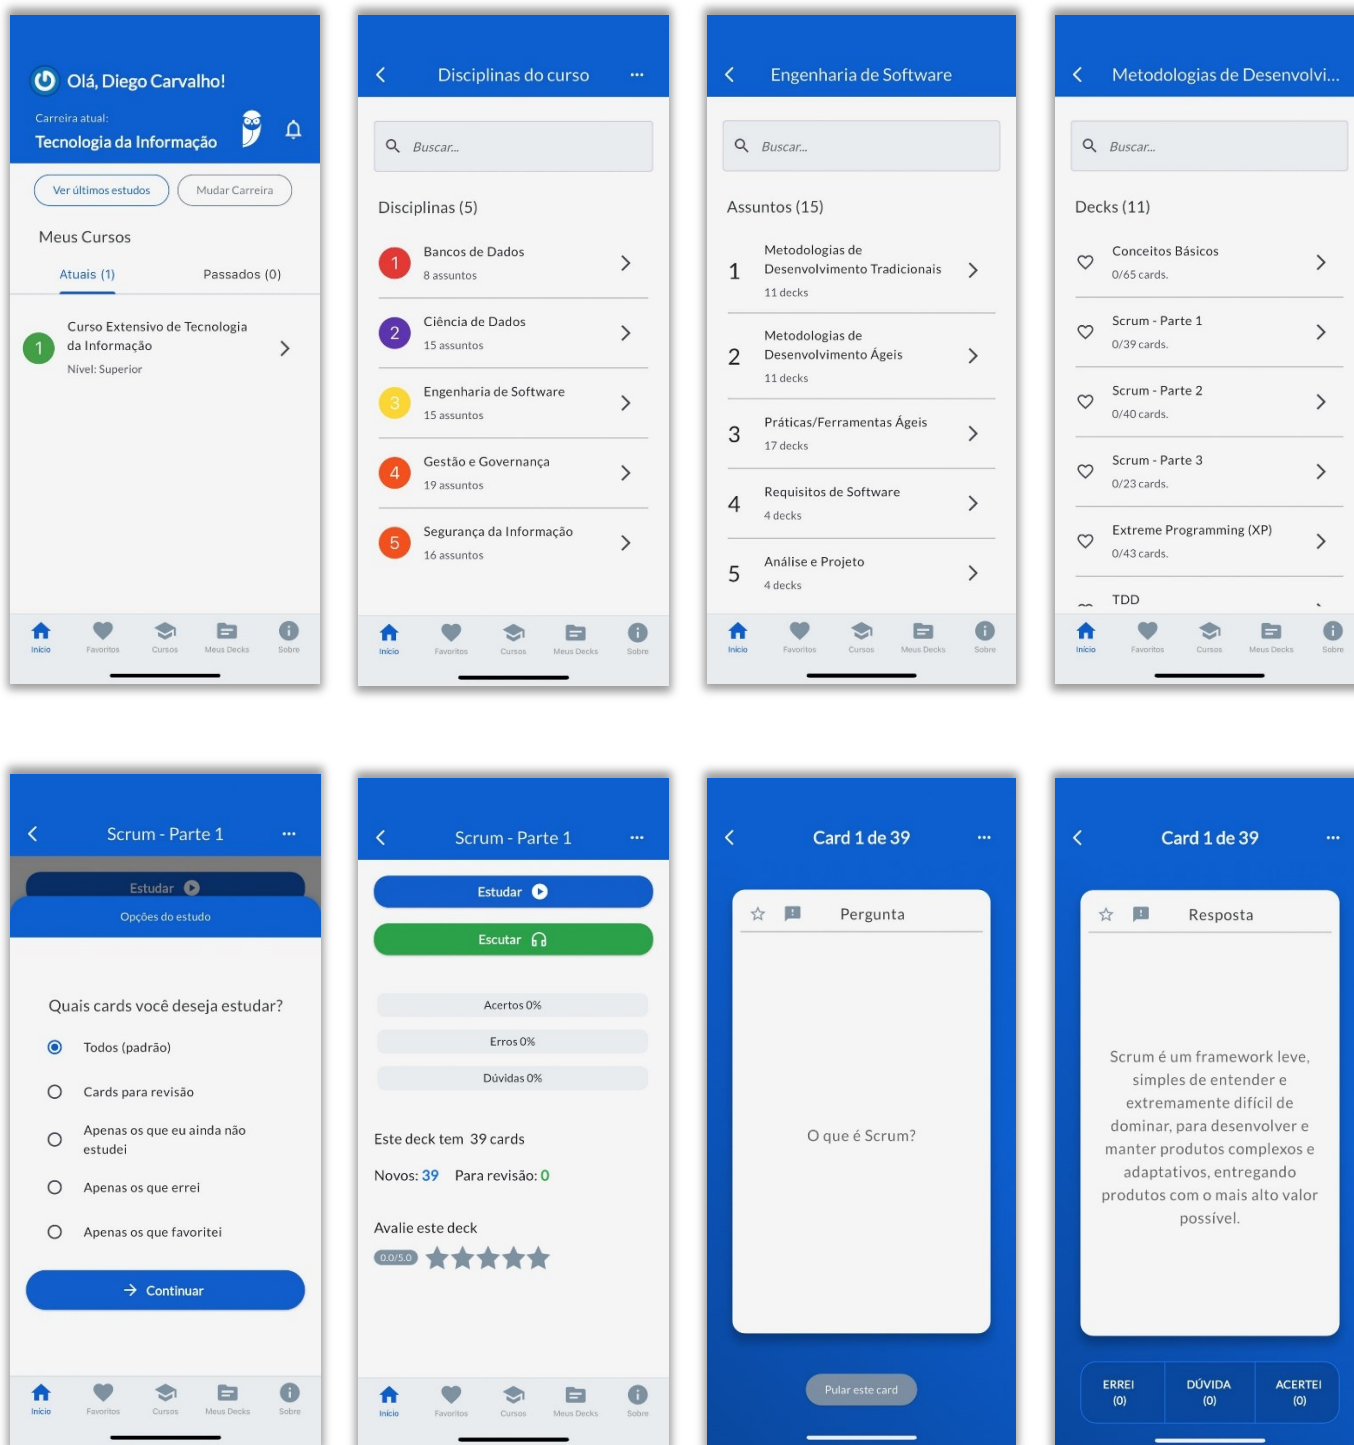 Olá, Diego Carvalho!
Carreira atual:
Tecnologia da Informação
Ver últimos estudos
Mudar Carreira
Meus Cursos
Atuais (1)
Passados (0)
1
Curso Extensivo de Tecnologia
da Informação
Nível: Superior
Início
Favoritos
Cursos
Meus Decks
Sobre
Disciplinas do curso
Buscar...
Disciplinas (5)
1
Bancos de Dados
8 assuntos
2
Ciência de Dados
15 assuntos
3
Engenharia de Software
15 assuntos
4
Gestão e Governança
19 assuntos
5
Segurança da Informação
16 assuntos
Início
Favoritos
Cursos
Meus Decks
Sobre
Engenharia de Software
Buscar...
Assuntos (15)
1
Metodologias de
Desenvolvimento Tradicionais
11 decks
2
Metodologias de
Desenvolvimento Ágeis
11 decks
3
Práticas/Ferramentas Ágeis
17 decks
4
Requisitos de Software
4 decks
5
Análise e Projeto
4 decks
Início
Favoritos
Cursos
Meus Decks
Sobre
Metodologias de Desenvolvi...
Buscar...
Decks (11)
Conceitos Básicos
0/65 cards.
Scrum - Parte 1
0/39 cards.
Scrum - Parte 2
0/40 cards.
Scrum - Parte 3
0/23 cards.
Extreme Programming (XP)
0/43 cards.
TDD
Início
Favoritos
Cursos
Meus Decks
Sobre
Scrum - Parte 1
Estudar
Opções do estudo
Quais cards você deseja estudar?
Todos (padrão)
Cards para revisão
Apenas os que eu ainda não
estudei
Apenas os que errei
Apenas os que favoritei
Continuar
Início
Favoritos
Cursos
Meus Decks
Sobre
Scrum - Parte 1
Estudar
Escutar
Acertos 0%
Erros 0%
Dúvidas 0%
Este deck tem 39 cards
Novos: 39 Para revisão: 0
Avalie este deck
0.0/5.0
Início
Favoritos
Cursos
Meus Decks
Sobre
Card 1 de 39
Pergunta
O que é Scrum?
Pular este card
Card 1 de 39
Resposta
Scrum é um framework leve,
simples de entender e
extremamente difícil de
dominar, para desenvolver e
manter produtos complexos e
adaptativos, entregando
produtos com o mais alto valor
possível.
ERREI
(0)
DÚVIDA
(0)
ACERTEI
(0)